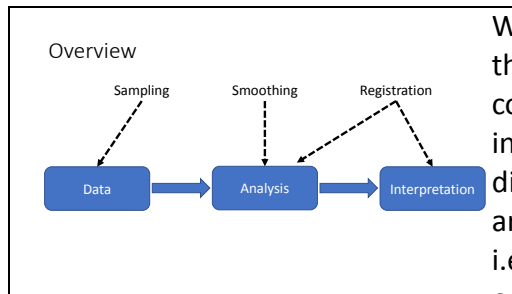 Overview
Sampling Smoothing Registration
Data Analysis Interpretation
i.e